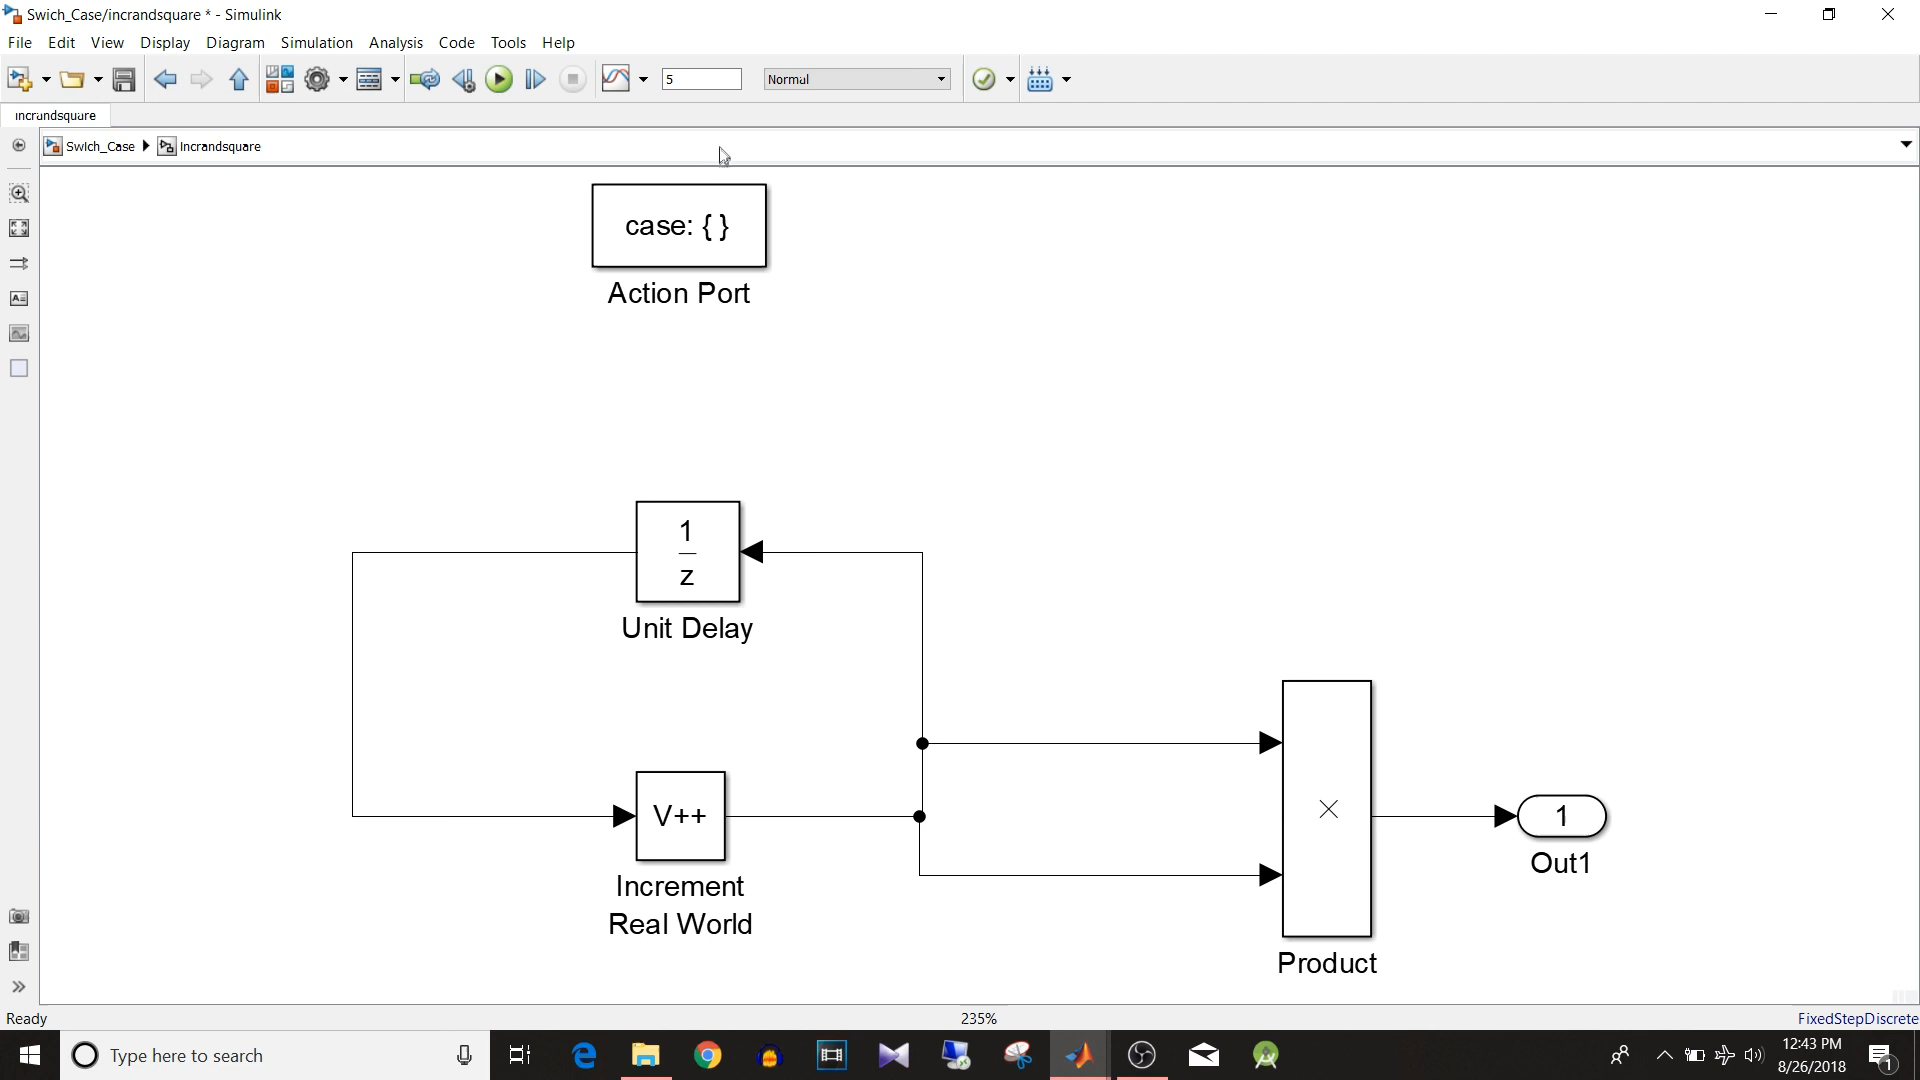 Swich_Case/incrandsquare * - Simulink
File Edit View Display Diagram Simulation Analysis Code Tools Help
5
Normal
incrandsquare
Swich_Case
incrandsquare
case: { }
Action Port
1
z
Unit Delay
V++
Increment
Real World
×
Product
1
Out1
Ready
235%
FixedStepDiscrete
Type here to search
12:43 PM
8/26/2018
1